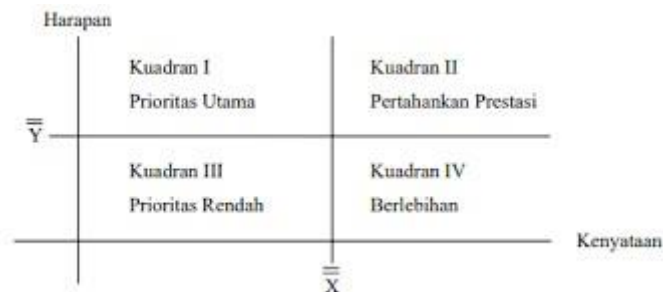 Harapan
Kuadran I
Prioritas Utama
Kuadran II
Pertahankan Prestasi
Y̿
Kuadran III
Prioritas Rendah
Kuadran IV
Berlebihan
Kenyataan
X̿